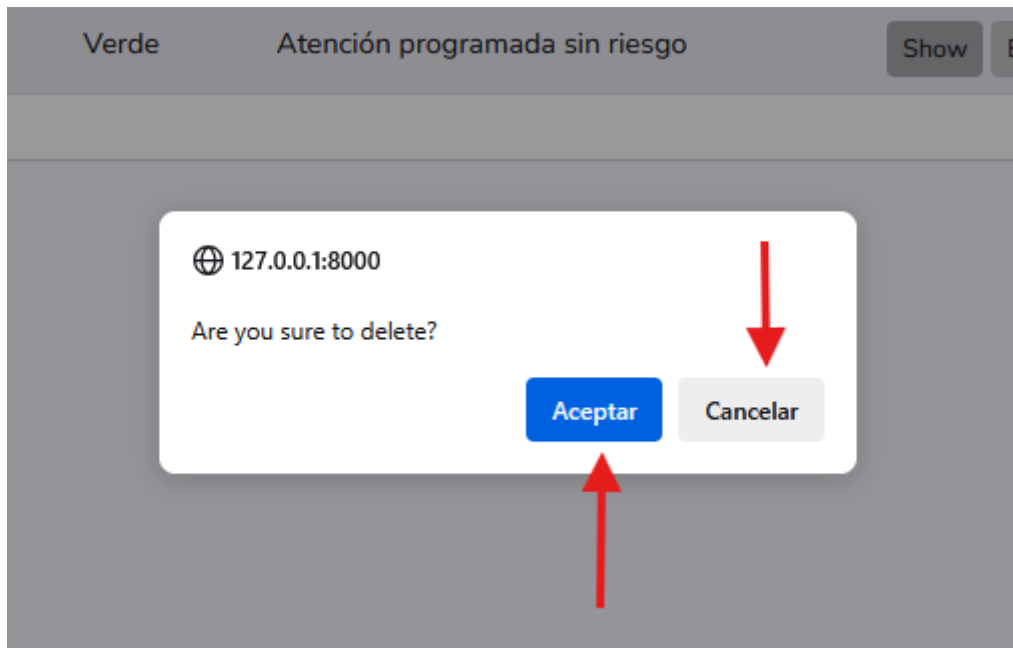 Verde Atención programada sin riesgo Show
127.0.0.1:8000
Are you sure to delete?
Aceptar Cancelar